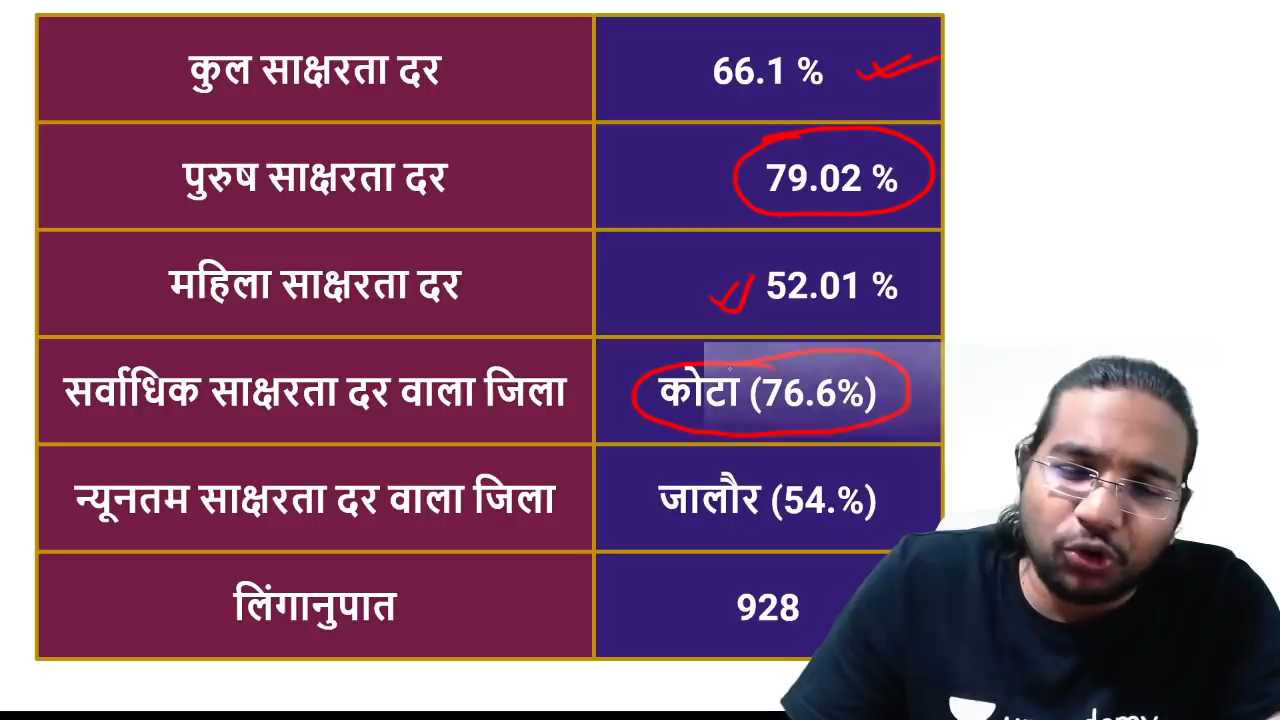 कुल साक्षरता दर 66.1 %
पुरुष साक्षरता दर 79.02 %
महिला साक्षरता दर 52.01 %
सर्वाधिक साक्षरता दर वाला जिला कोटा (76.6%)
न्यूनतम साक्षरता दर वाला जिला जालौर (54.%)
लिंगानुपात 928